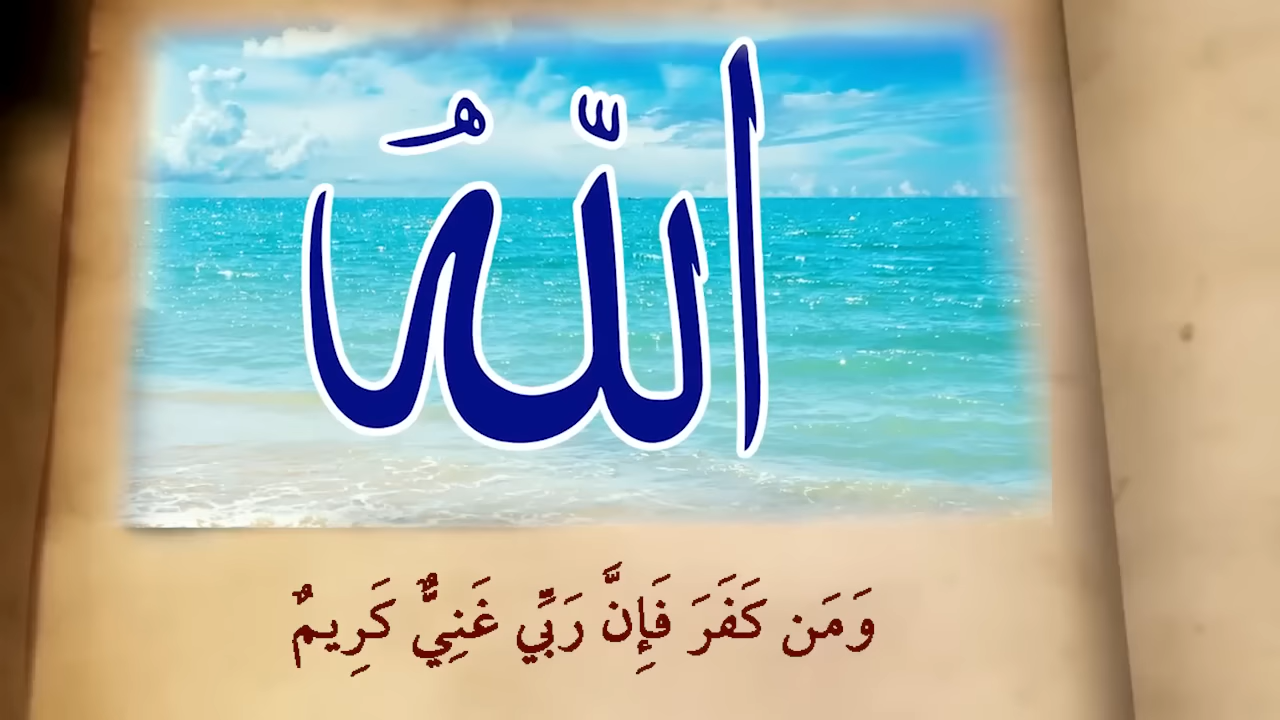 اللّٰهُ
وَمَن كَفَرَ فَإِنَّ رَبِّي غَنِيٌّ كَرِيمٌ